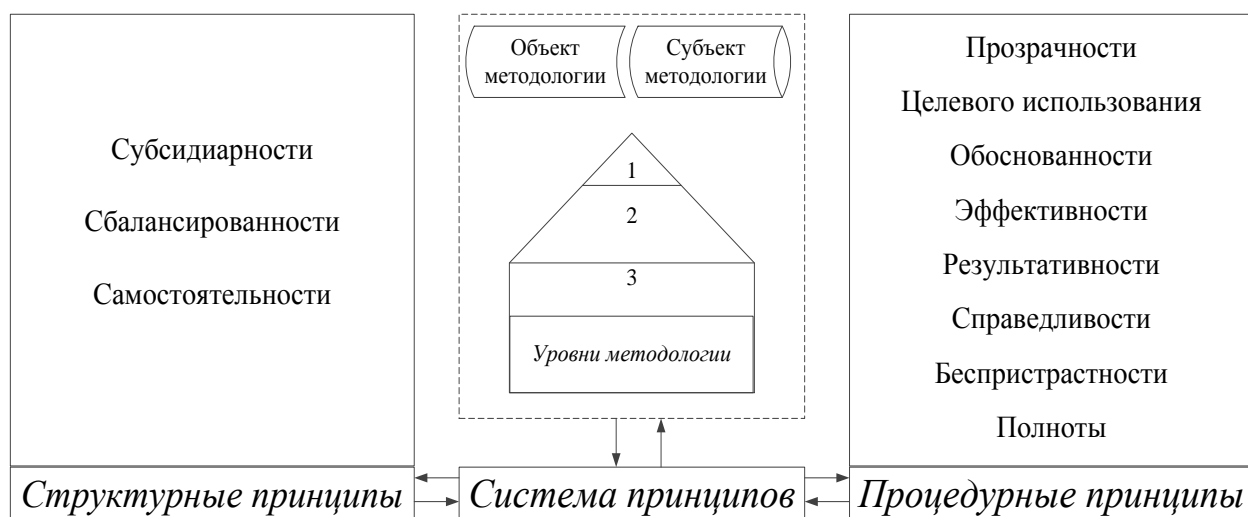 Субсидиарности
Сбалансированности
Самостоятельности
Структурные принципы
Объект
методологии
Субъект
методологии
1
2
3
Уровни методологии
Система принципов
Прозрачности
Целевого использования
Обоснованности
Эффективности
Результативности
Справедливости
Беспристрастности
Полноты
Процедурные принципы